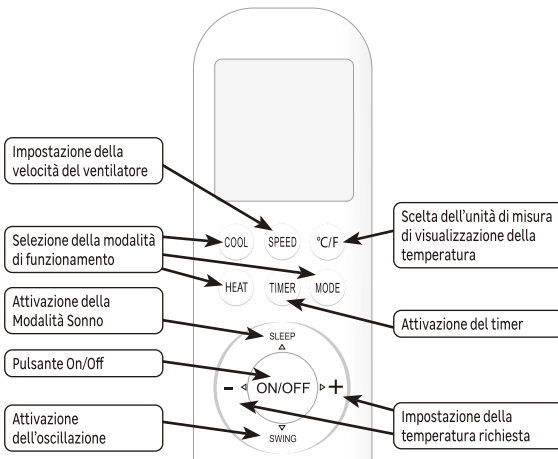 Impostazione della
velocità del ventilatore
Selezione della modalità
di funzionamento
Attivazione della
Modalità Sonno
Pulsante On/Off
Attivazione
dell'oscillazione
COOL
SPEED
℃/F
HEAT
TIMER
MODE
SLEEP
- ON/OFF +
SWING
Scelta dell'unità di misura
di visualizzazione della
temperatura
Attivazione del timer
Impostazione della
temperatura richiesta